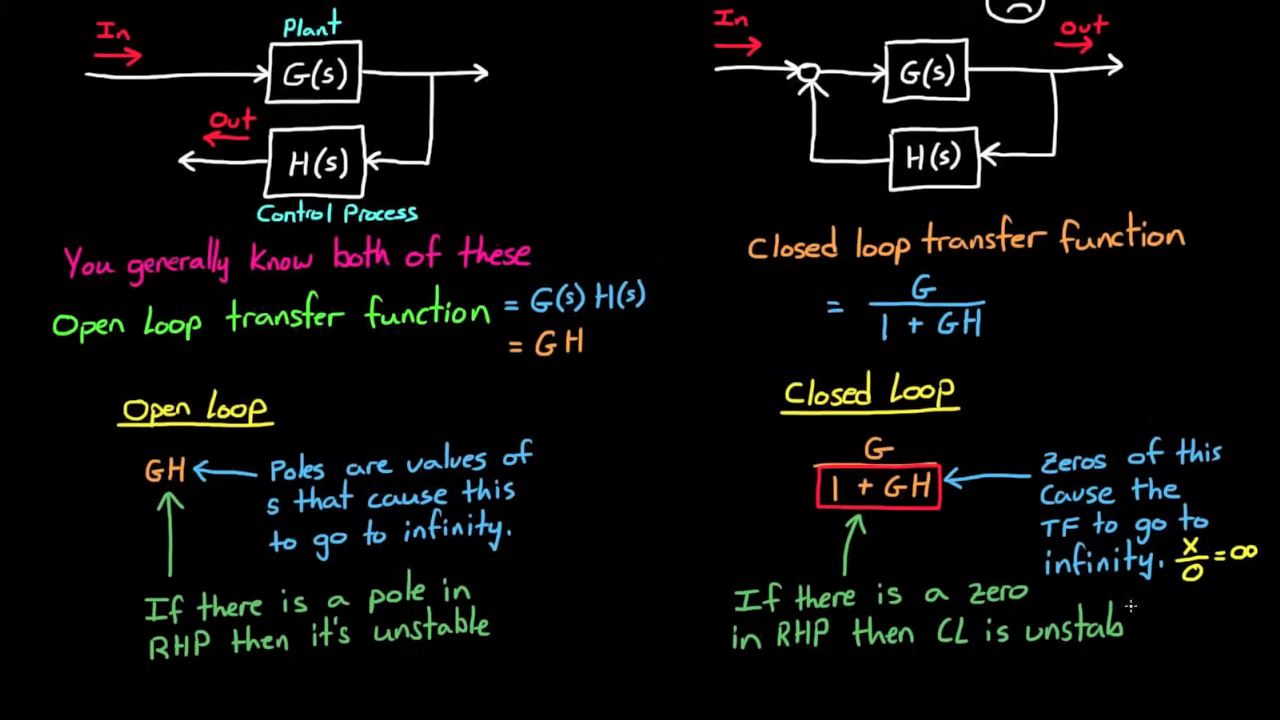 In
Plant
G(s)
Out
H(s)
Control Process
You generally know both of these
Open loop transfer function = G(s) H(s)
= GH
Open loop
GH
Poles are values of
s that cause this
to go to infinity.
If there is a pole in
RHP then it's unstable
In
Out
G(s)
H(s)
Closed loop transfer function
= G
1 + GH
Closed Loop
G
1 + GH
Zeros of this
Cause the
TF to go to
infinity. x/0 = ∞
If there is a zero
in RHP then CL is unstab